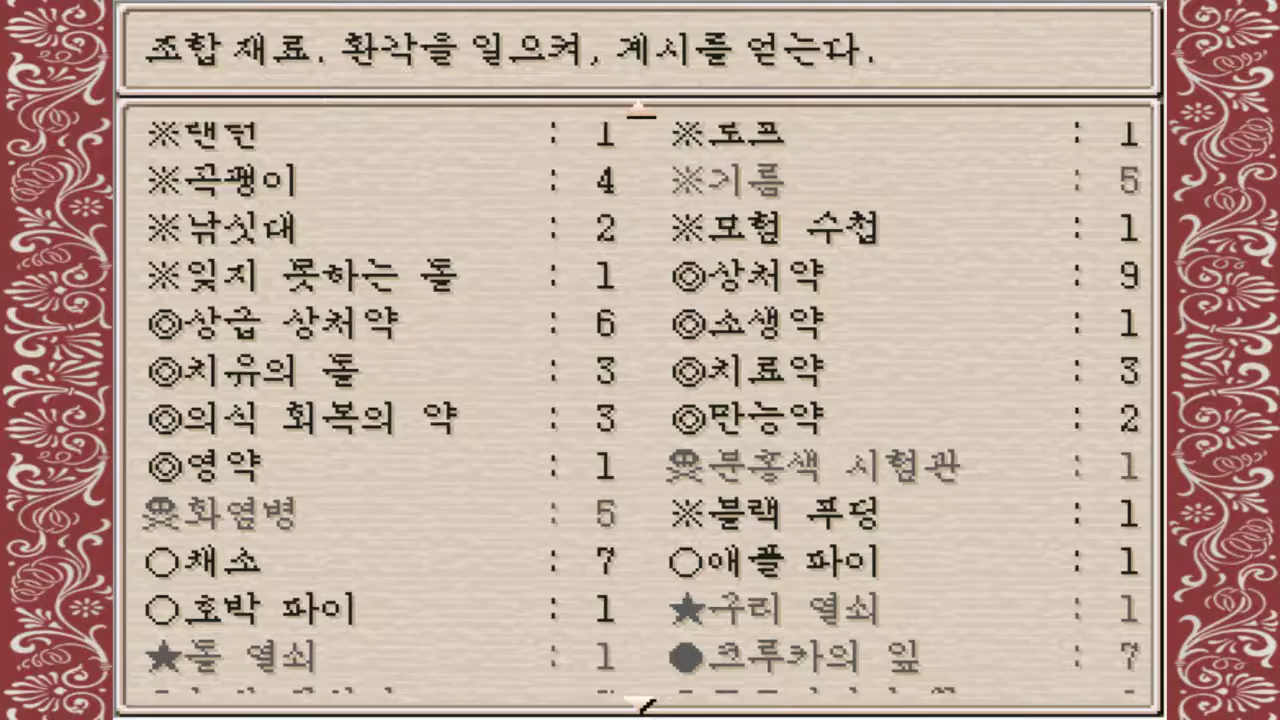 조합 재료. 환각을 일으켜, 계시를 얻는다.
※랜턴 : 1 ※로프 : 1
※곡괭이 : 4 ※기름 : 5
※낚싯대 : 2 ※모험 수첩 : 1
※잊지 못하는 돌 : 1 ◎상처약 : 9
◎상급 상처약 : 6 ◎소생약 : 1
◎치유의 돌 : 3 ◎치료약 : 3
◎의식 회복의 약 : 3 ◎만능약 : 2
◎영약 : 1 ☠분홍색 시험관 : 1
☠화염병 : 5 ※블랙 푸딩 : 1
○채소 : 7 ○애플 파이 : 1
○호박 파이 : 1 ★구리 열쇠 : 1
★돌 열쇠 : 1 ●크루카의 잎 : 7